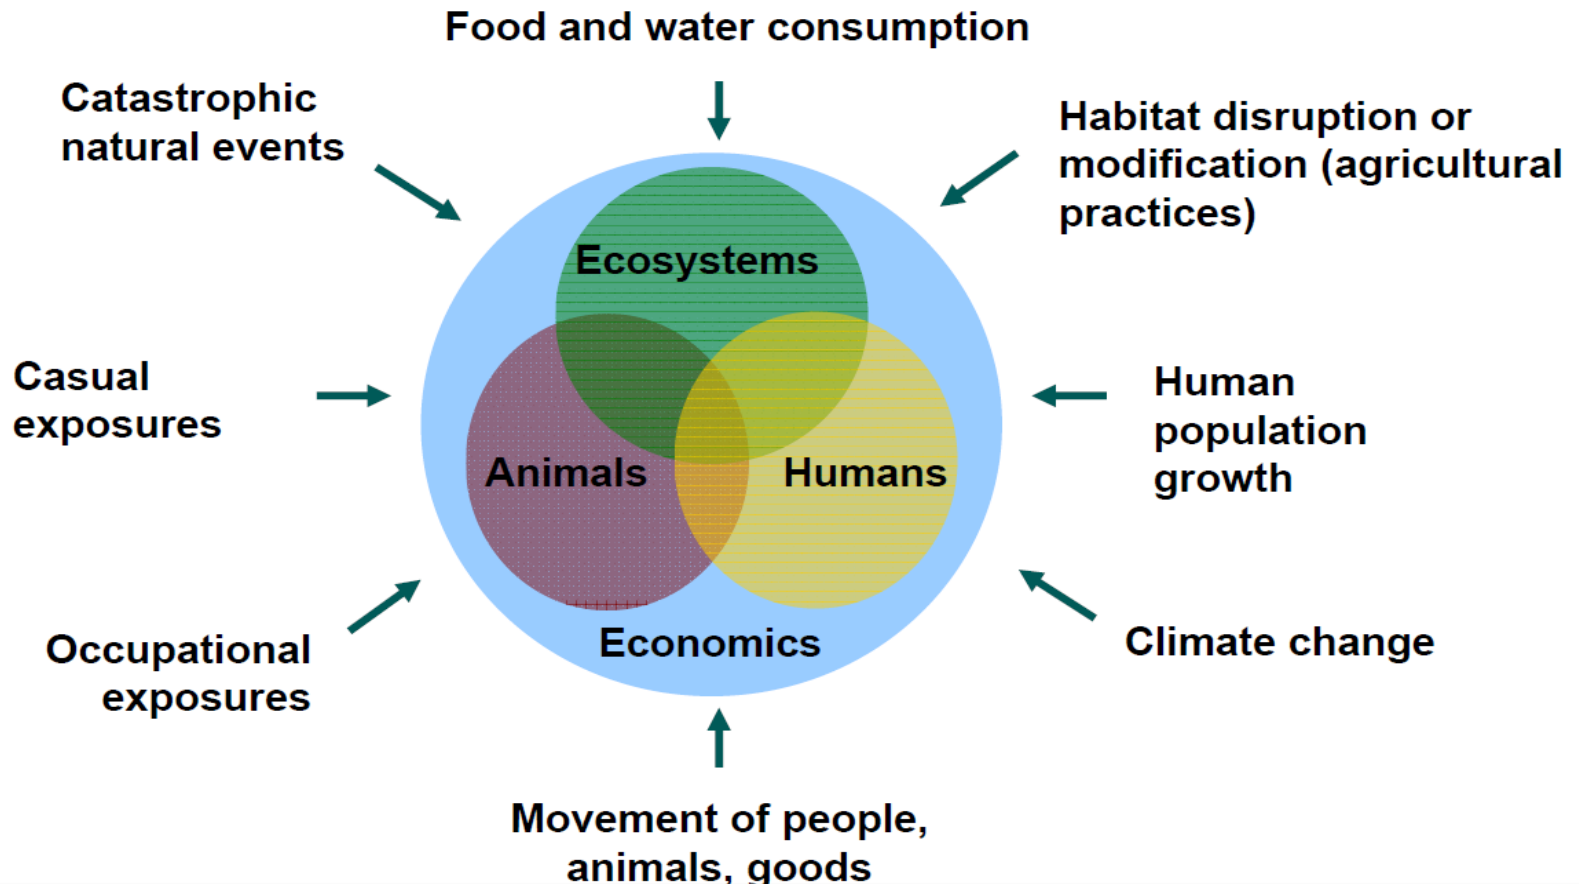 Food and water consumption
Catastrophic
natural events
Habitat disruption or
modification (agricultural
practices)
Ecosystems
Casual
exposures
Human
population
growth
Animals
Humans
Economics
Occupational
exposures
Climate change
Movement of people,
animals, goods